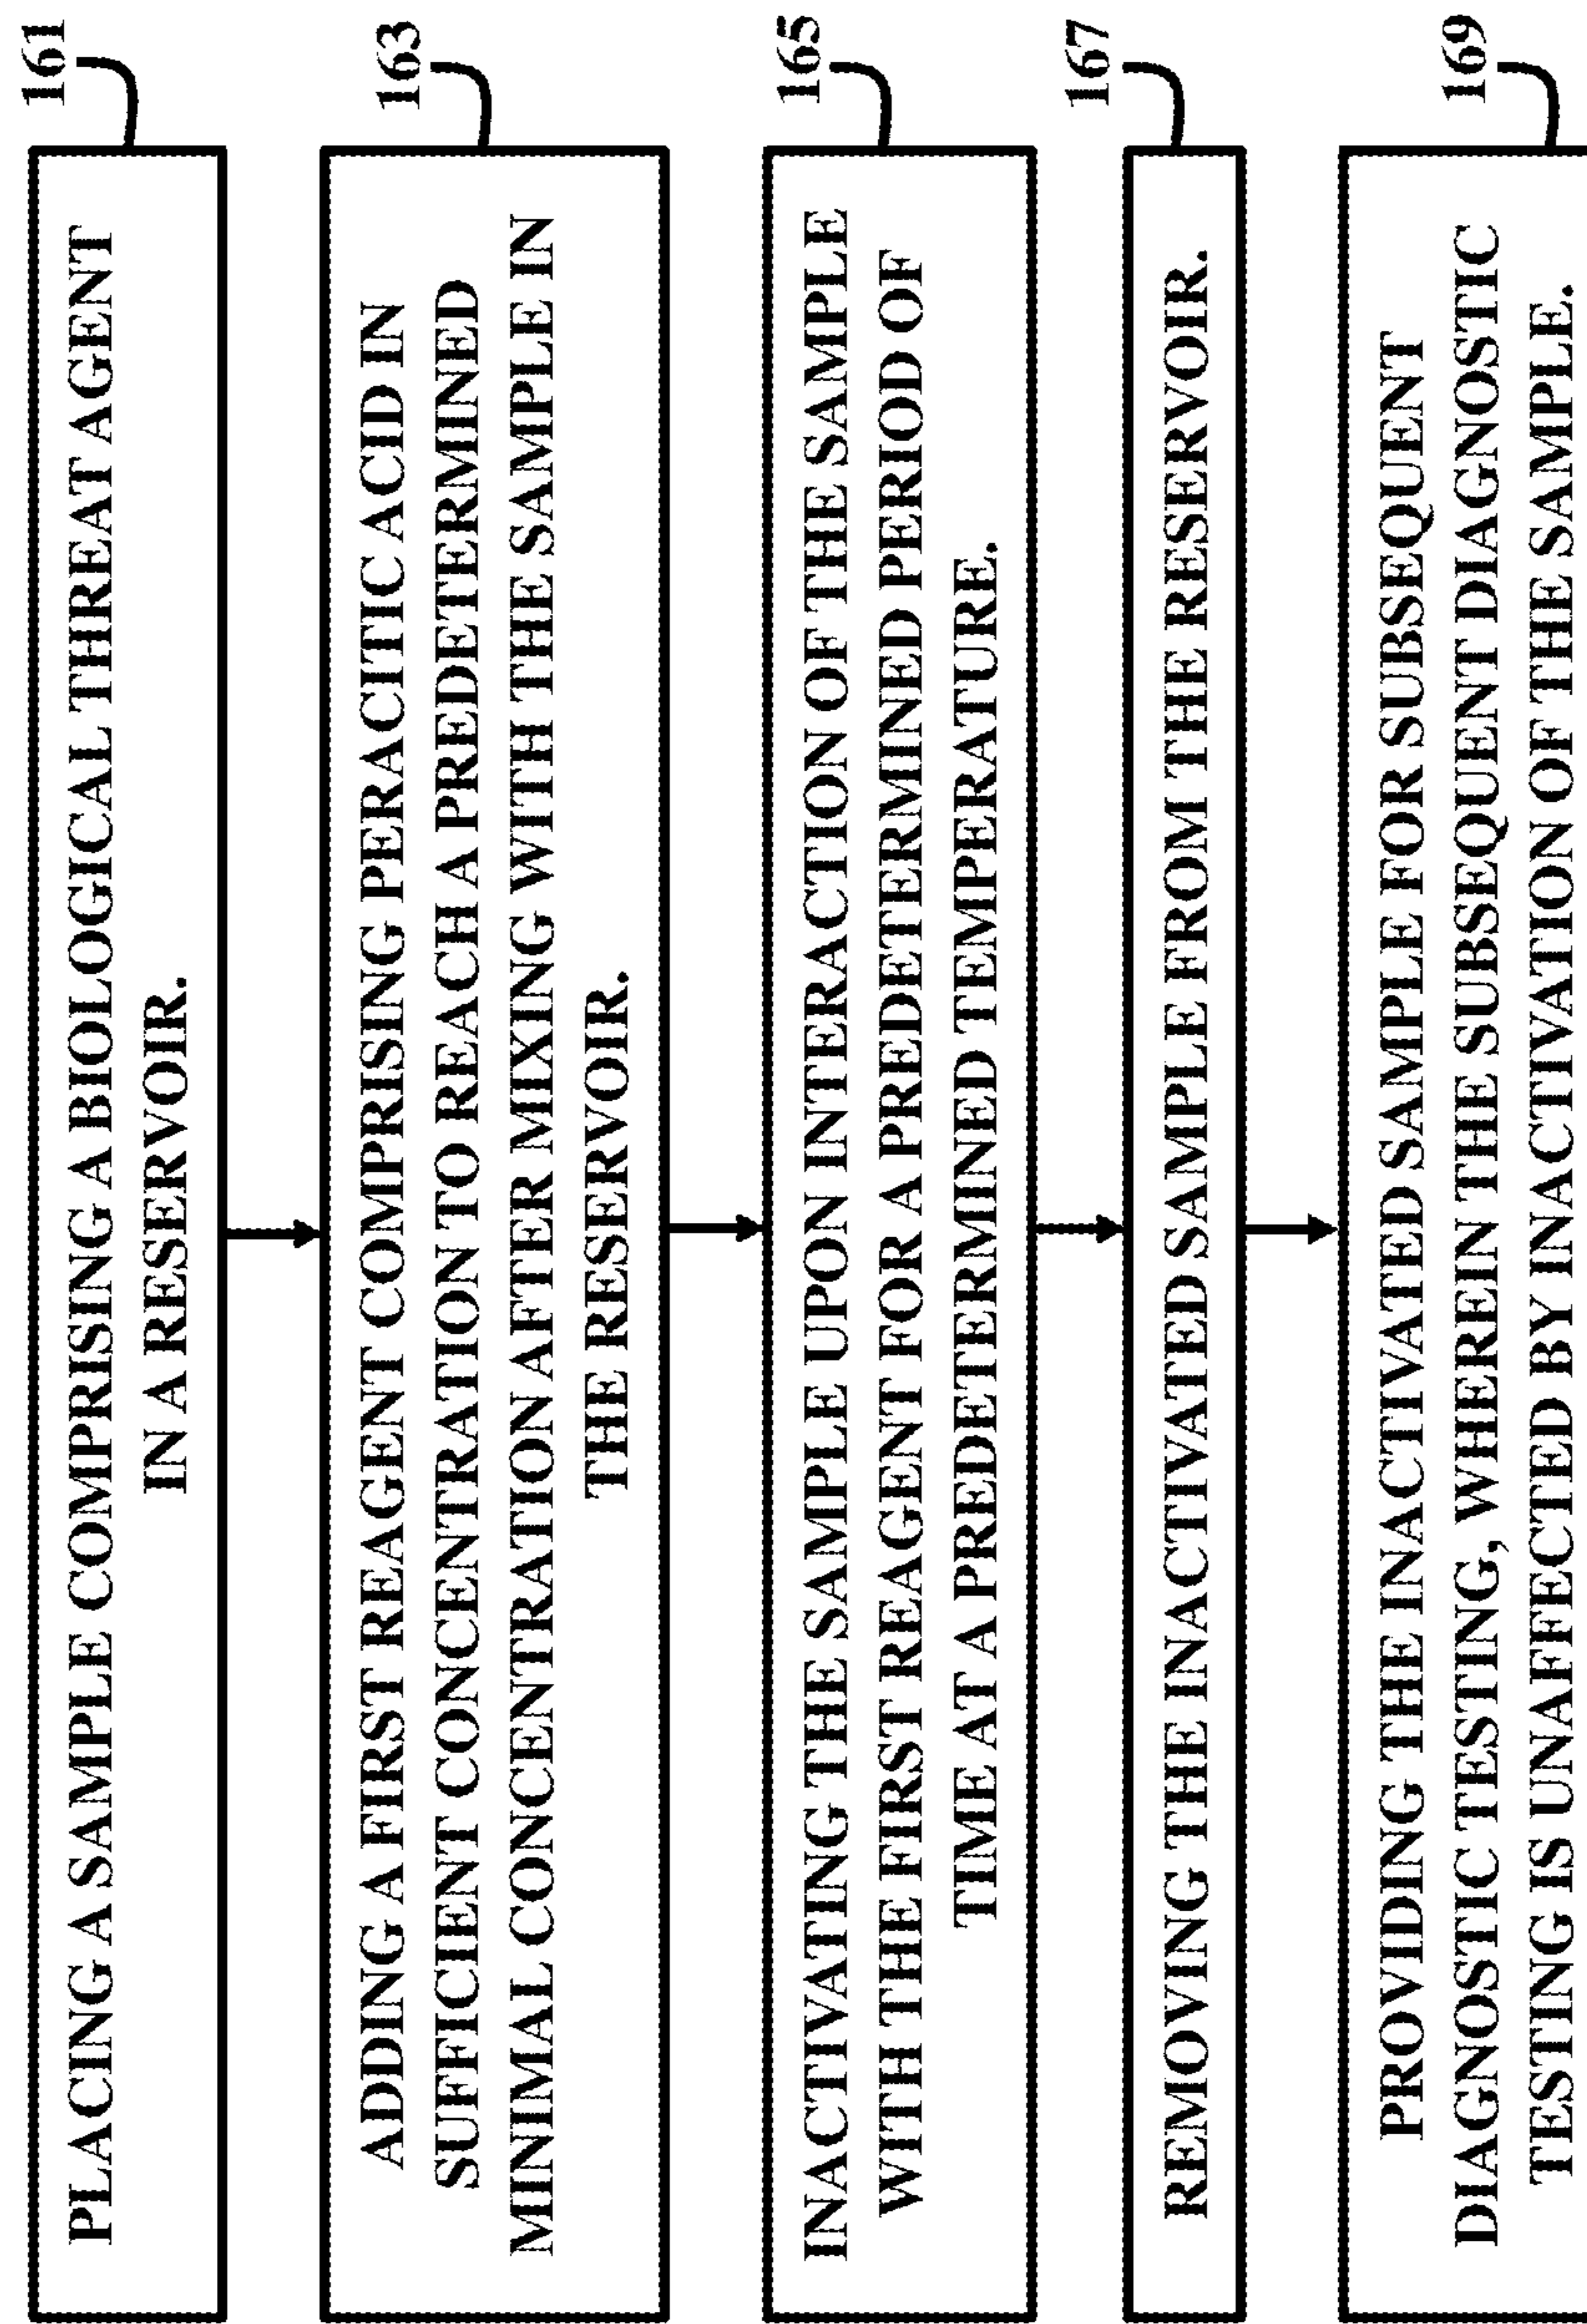 161
PLACING A SAMPLE COMPRISING A BIOLOGICAL THREAT AGENT
IN A RESERVOIR.
163
ADDING A FIRST REAGENT COMPRISING PERACITIC ACID IN
SUFFICIENT CONCENTRATION TO REACH A PREDETERMINED
MINIMAL CONCENTRATION AFTER MIXING WITH THE SAMPLE IN
THE RESERVOIR.
165
INACTIVATING THE SAMPLE UPON INTERACTION OF THE SAMPLE
WITH THE FIRST REAGENT FOR A PREDETERMINED PERIOD OF
TIME AT A PREDETERMINED TEMPERATURE.
167
REMOVING THE INACTIVATED SAMPLE FROM THE RESERVOIR.
169
PROVIDING THE INACTIVATED SAMPLE FOR SUBSEQUENT
DIAGNOSTIC TESTING, WHEREIN THE SUBSEQUENT DIAGNOSTIC
TESTING IS UNAFFECTED BY INACTIVATION OF THE SAMPLE.